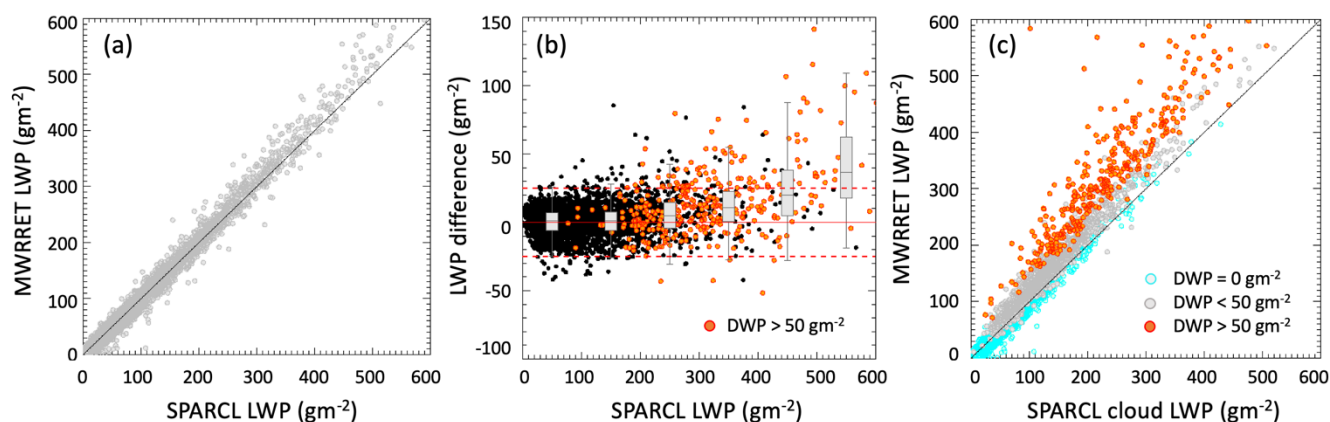 (a)
600
500
400
300
200
100
0
MWRRET LWP (gm⁻²)
0 100 200 300 400 500 600
SPARCL LWP (gm⁻²)
(b)
150
100
50
0
-50
-100
LWP difference (gm⁻²)
DWP > 50 gm⁻²
0 100 200 300 400 500 600
SPARCL LWP (gm⁻²)
(c)
600
500
400
300
200
100
0
MWRRET LWP (gm⁻²)
DWP = 0 gm⁻²
DWP < 50 gm⁻²
DWP > 50 gm⁻²
0 100 200 300 400 500 600
SPARCL cloud LWP (gm⁻²)